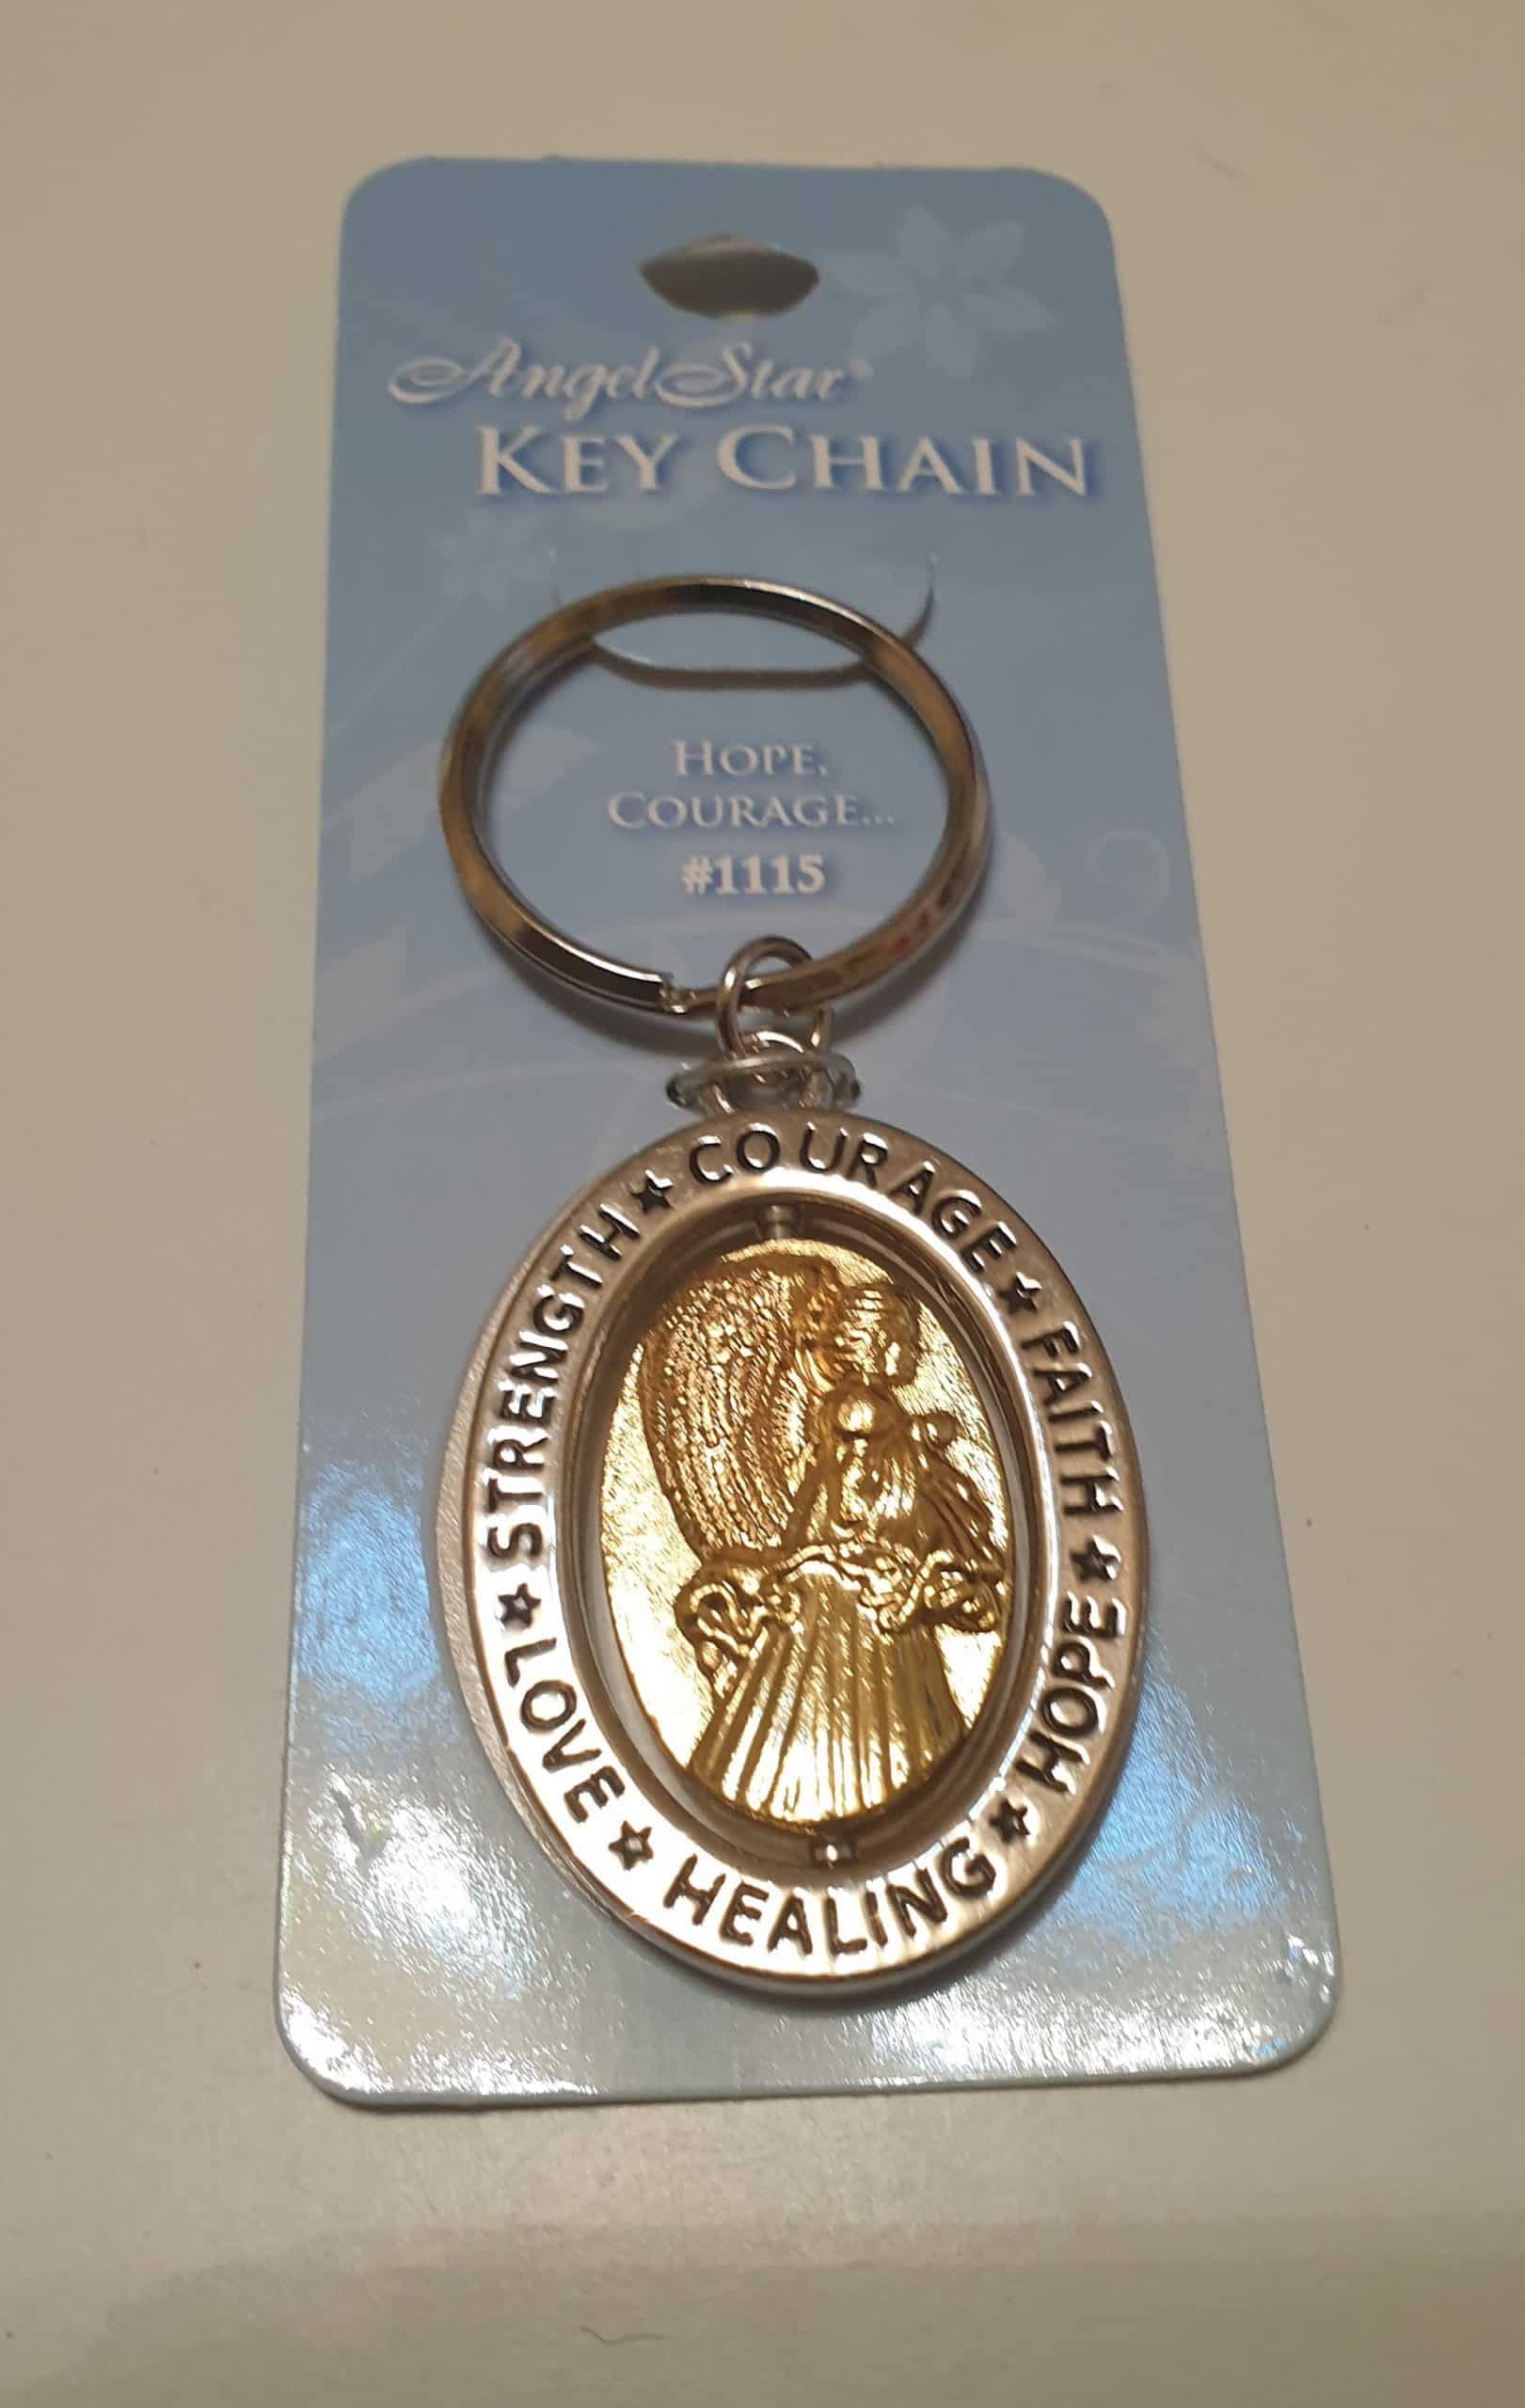 AngelStar®
KEY CHAIN
HOPE,
COURAGE...
#1115
COURAGE ★ FAITH ★ HOPE ★ HEALING ★ LOVE ★ STRENGTH ★